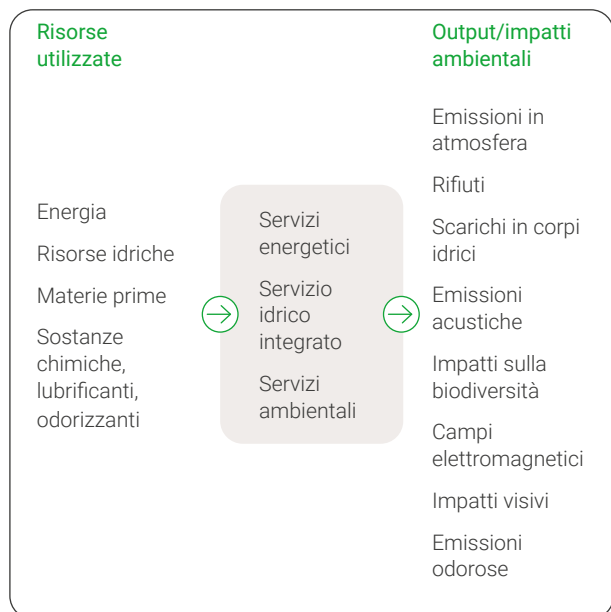 Risorse
utilizzate
Energia
Risorse idriche
Materie prime
Sostanze
chimiche,
lubrificanti,
odorizzanti
Servizi
energetici
Servizio
idrico
integrato
Servizi
ambientali
Output/impatti
ambientali
Emissioni in
atmosfera
Rifiuti
Scarichi in corpi
idrici
Emissioni
acustiche
Impatti sulla
biodiversità
Campi
elettromagnetici
Impatti visivi
Emissioni
odorose